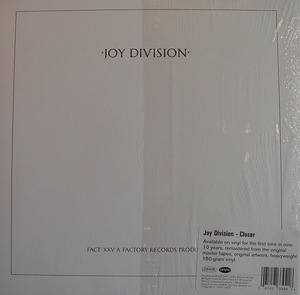 ·JOY DIVISION·
FACT·XXV A FACTORY RECORDS PRODU
Joy Division - Closer
Available on vinyl for the first time in over
10 years, remastered from the original
master tapes, original artwork, heavyweight
180 gram vinyl.